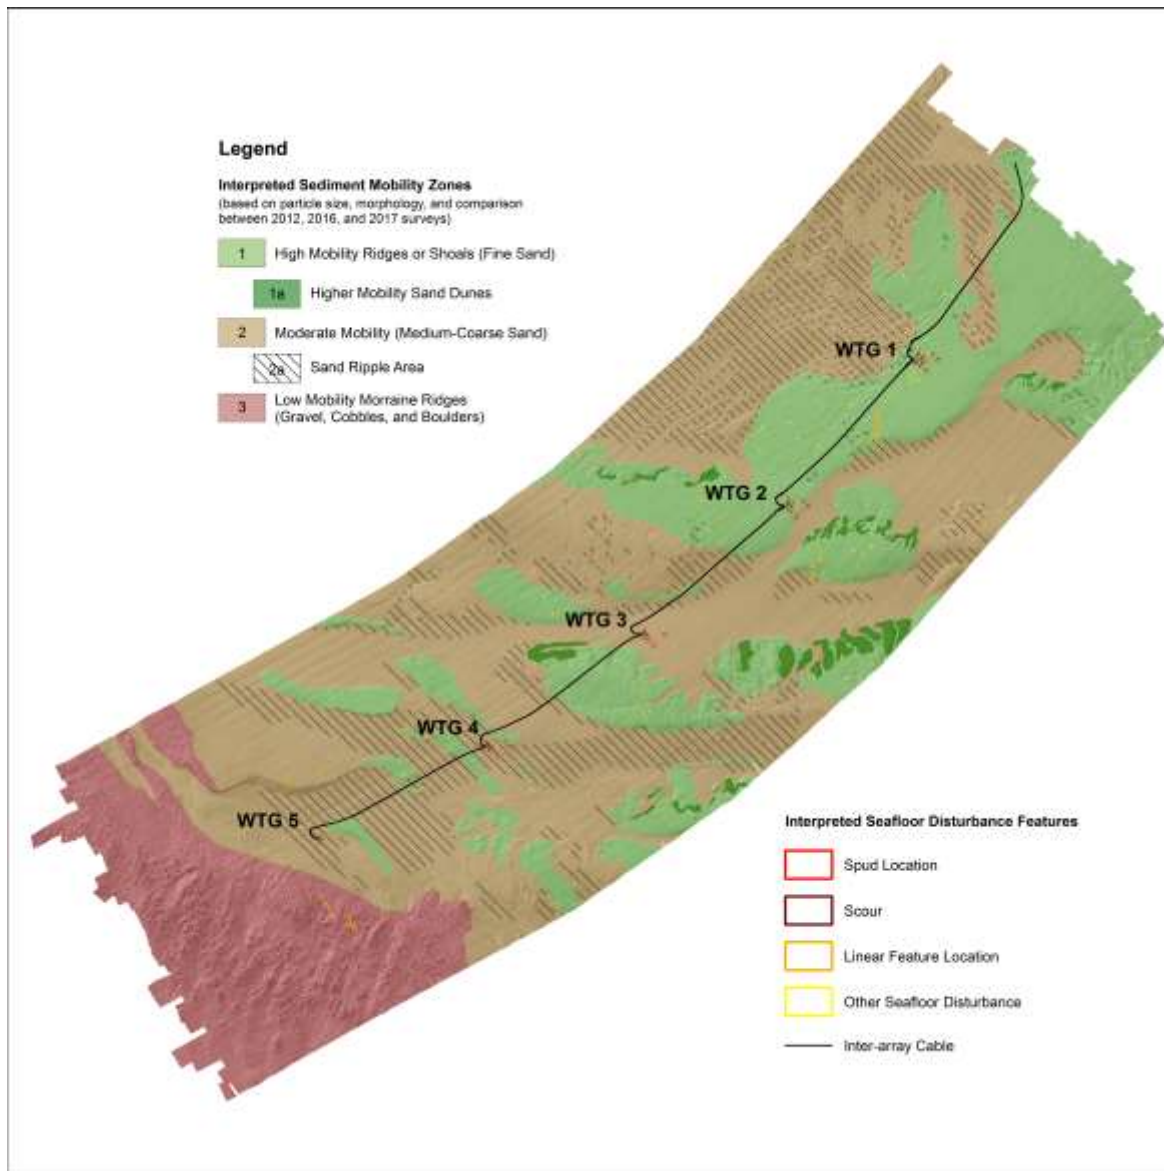 Legend
Interpreted Sediment Mobility Zones
(based on particle size, morphology, and comparison
between 2012, 2016, and 2017 surveys)
1 High Mobility Ridges or Shoals (Fine Sand)
1a Higher Mobility Sand Dunes
2 Moderate Mobility (Medium-Coarse Sand)
2a Sand Ripple Area
3 Low Mobility Morraine Ridges
(Gravel, Cobbles, and Boulders)
WTG 1
WTG 2
WTG 3
WTG 4
WTG 5
Interpreted Seafloor Disturbance Features
Spud Location
Scour
Linear Feature Location
Other Seafloor Disturbance
Inter-array Cable